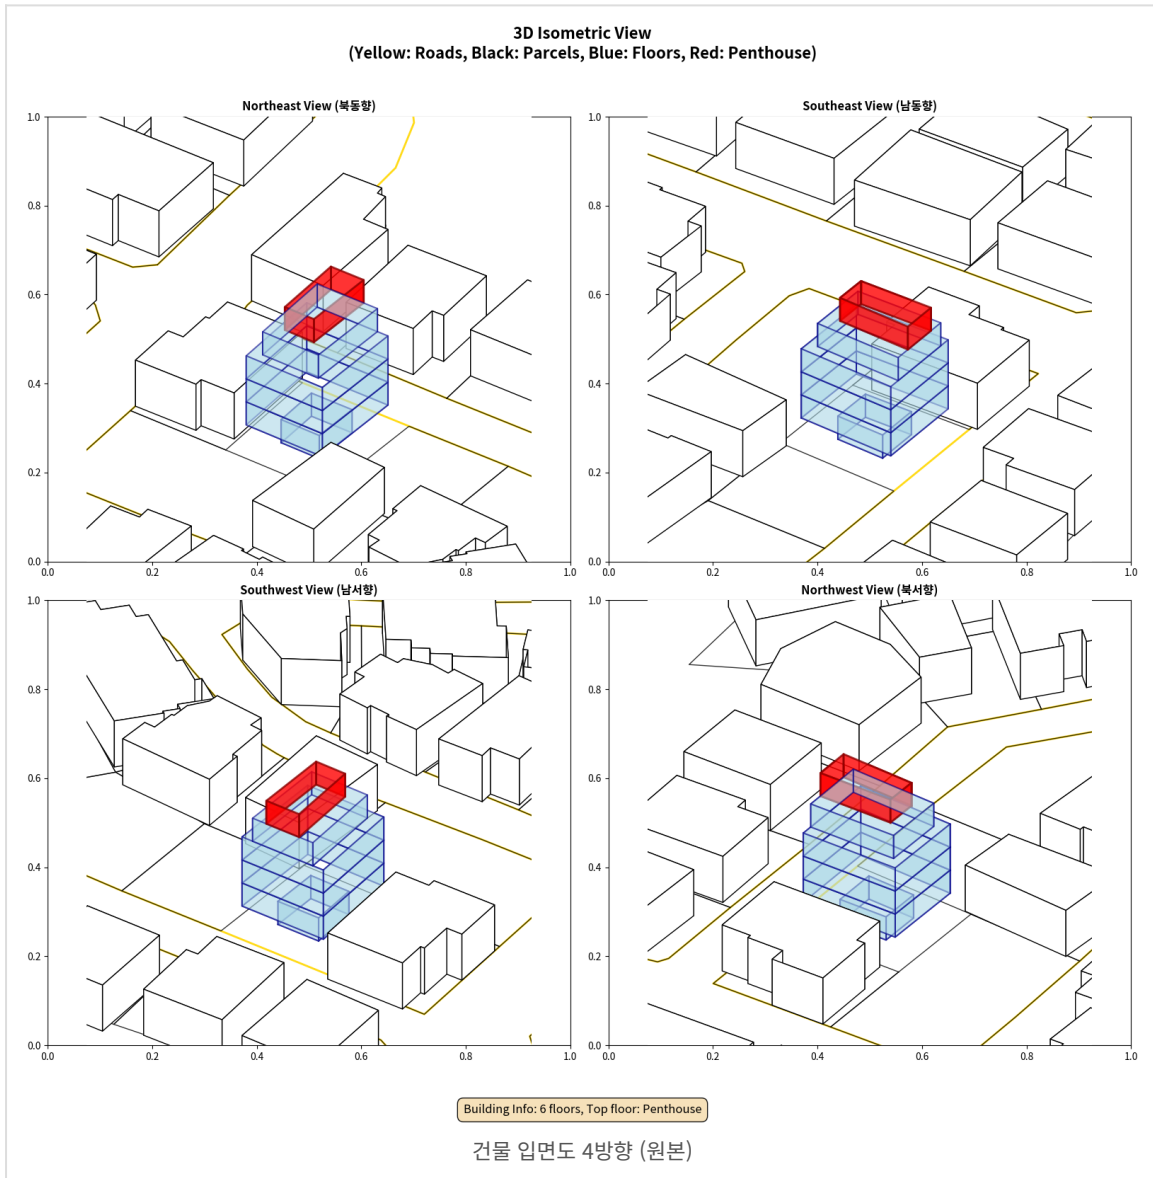 3D Isometric View
(Yellow: Roads, Black: Parcels, Blue: Floors, Red: Penthouse)
Northeast View (북동향)
1.0
0.8
0.6
0.4
0.2
0.0
0.0 0.2 0.4 0.6 0.8 1.0
Southeast View (남동향)
1.0
0.8
0.6
0.4
0.2
0.0
0.0 0.2 0.4 0.6 0.8 1.0
Southwest View (남서향)
1.0
0.8
0.6
0.4
0.2
0.0
0.0 0.2 0.4 0.6 0.8 1.0
Northwest View (북서향)
1.0
0.8
0.6
0.4
0.2
0.0
0.0 0.2 0.4 0.6 0.8 1.0
Building Info: 6 floors, Top floor: Penthouse
건물 입면도 4방향 (원본)